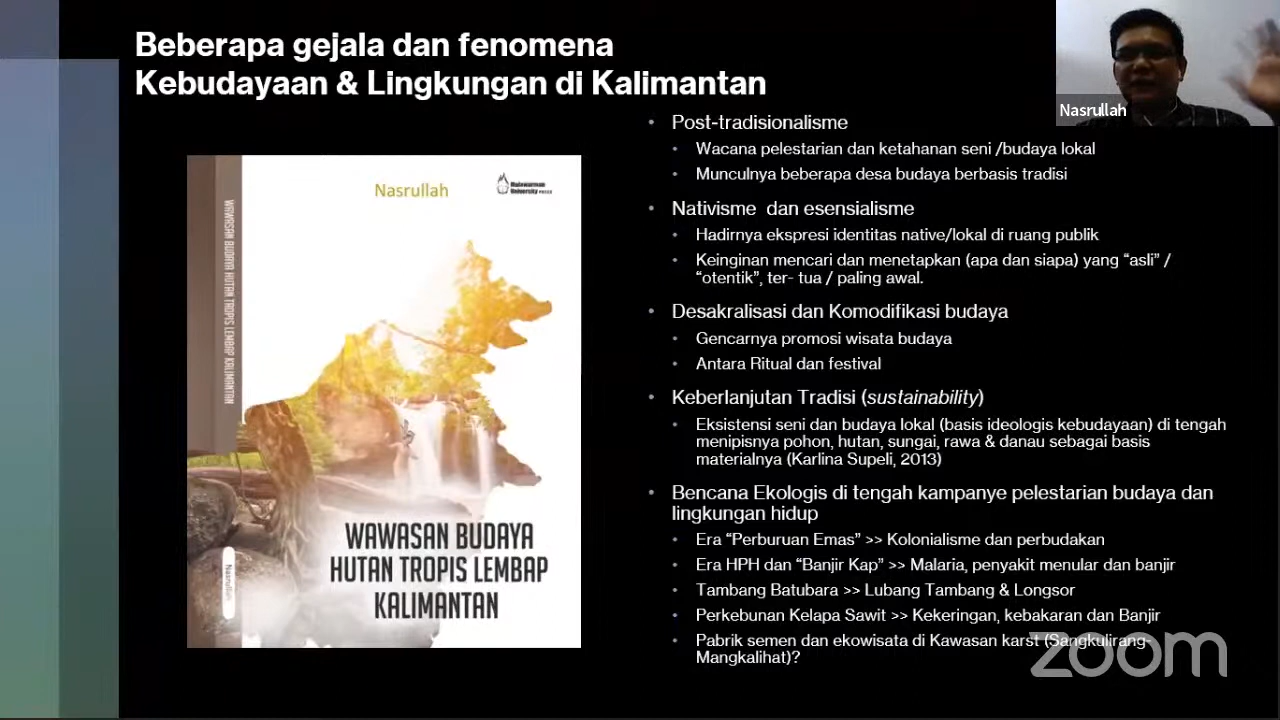 Beberapa gejala dan fenomena
Kebudayaan & Lingkungan di Kalimantan
Nasrullah
Nasrullah
Mulawarman
University PRESS
WAWASAN BUDAYA HUTAN TROPIS LEMBAP KALIMANTAN
Nasrullah
WAWASAN BUDAYA
HUTAN TROPIS LEMBAP
KALIMANTAN
• Post-tradisionalisme
• Wacana pelestarian dan ketahanan seni /budaya lokal
• Munculnya beberapa desa budaya berbasis tradisi
• Nativisme dan esensialisme
• Hadirnya ekspresi identitas native/lokal di ruang publik
• Keinginan mencari dan menetapkan (apa dan siapa) yang “asli” /
“otentik”, ter- tua / paling awal.
• Desakralisasi dan Komodifikasi budaya
• Gencarnya promosi wisata budaya
• Antara Ritual dan festival
• Keberlanjutan Tradisi (sustainability)
• Eksistensi seni dan budaya lokal (basis ideologis kebudayaan) di tengah
menipisnya pohon, hutan, sungai, rawa & danau sebagai basis
materialnya (Karlina Supeli, 2013)
• Bencana Ekologis di tengah kampanye pelestarian budaya dan
lingkungan hidup
• Era “Perburuan Emas” >> Kolonialisme dan perbudakan
• Era HPH dan “Banjir Kap” >> Malaria, penyakit menular dan banjir
• Tambang Batubara >> Lubang Tambang & Longsor
• Perkebunan Kelapa Sawit >> Kekeringan, kebakaran dan Banjir
• Pabrik semen dan ekowisata di Kawasan karst (Sangkulirang-
Mangkalihat)?
zoom